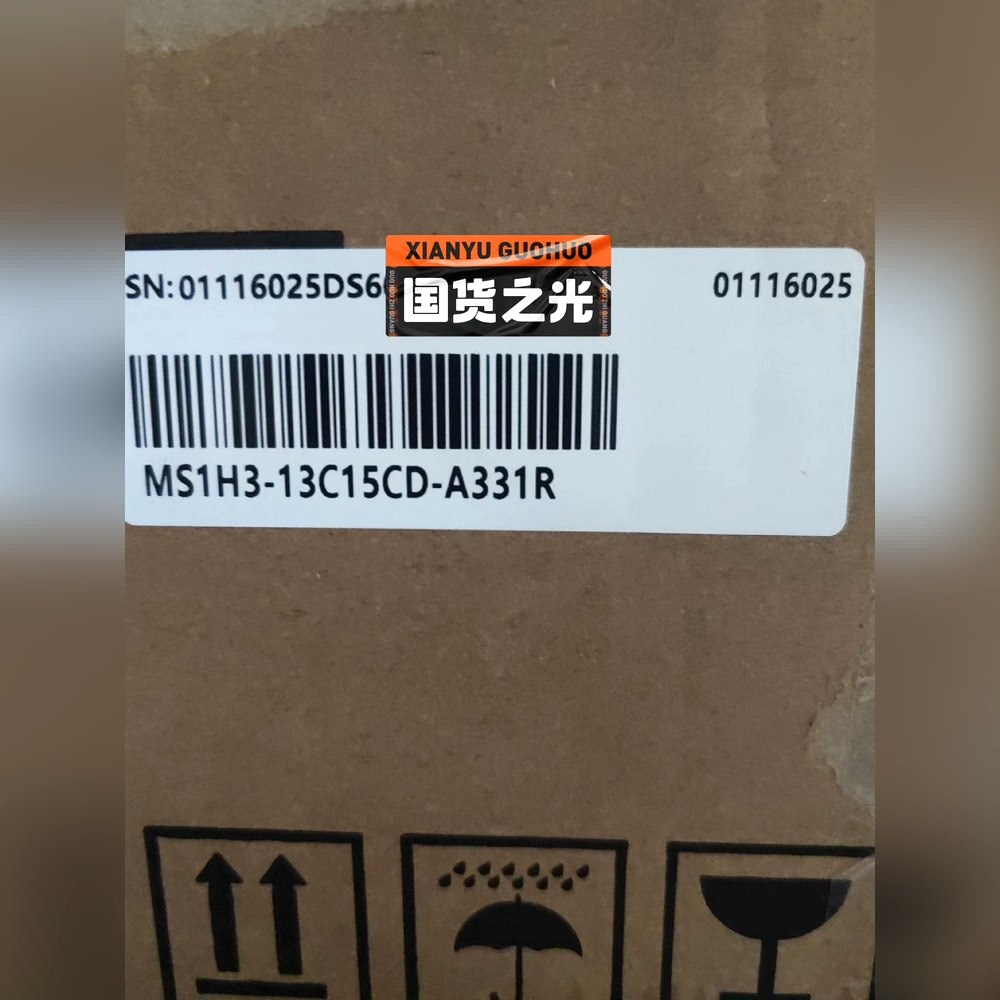 XIANYU GUOHUO
国货之光
SN:01116025DS6
01116025
MS1H3-13C15CD-A331R